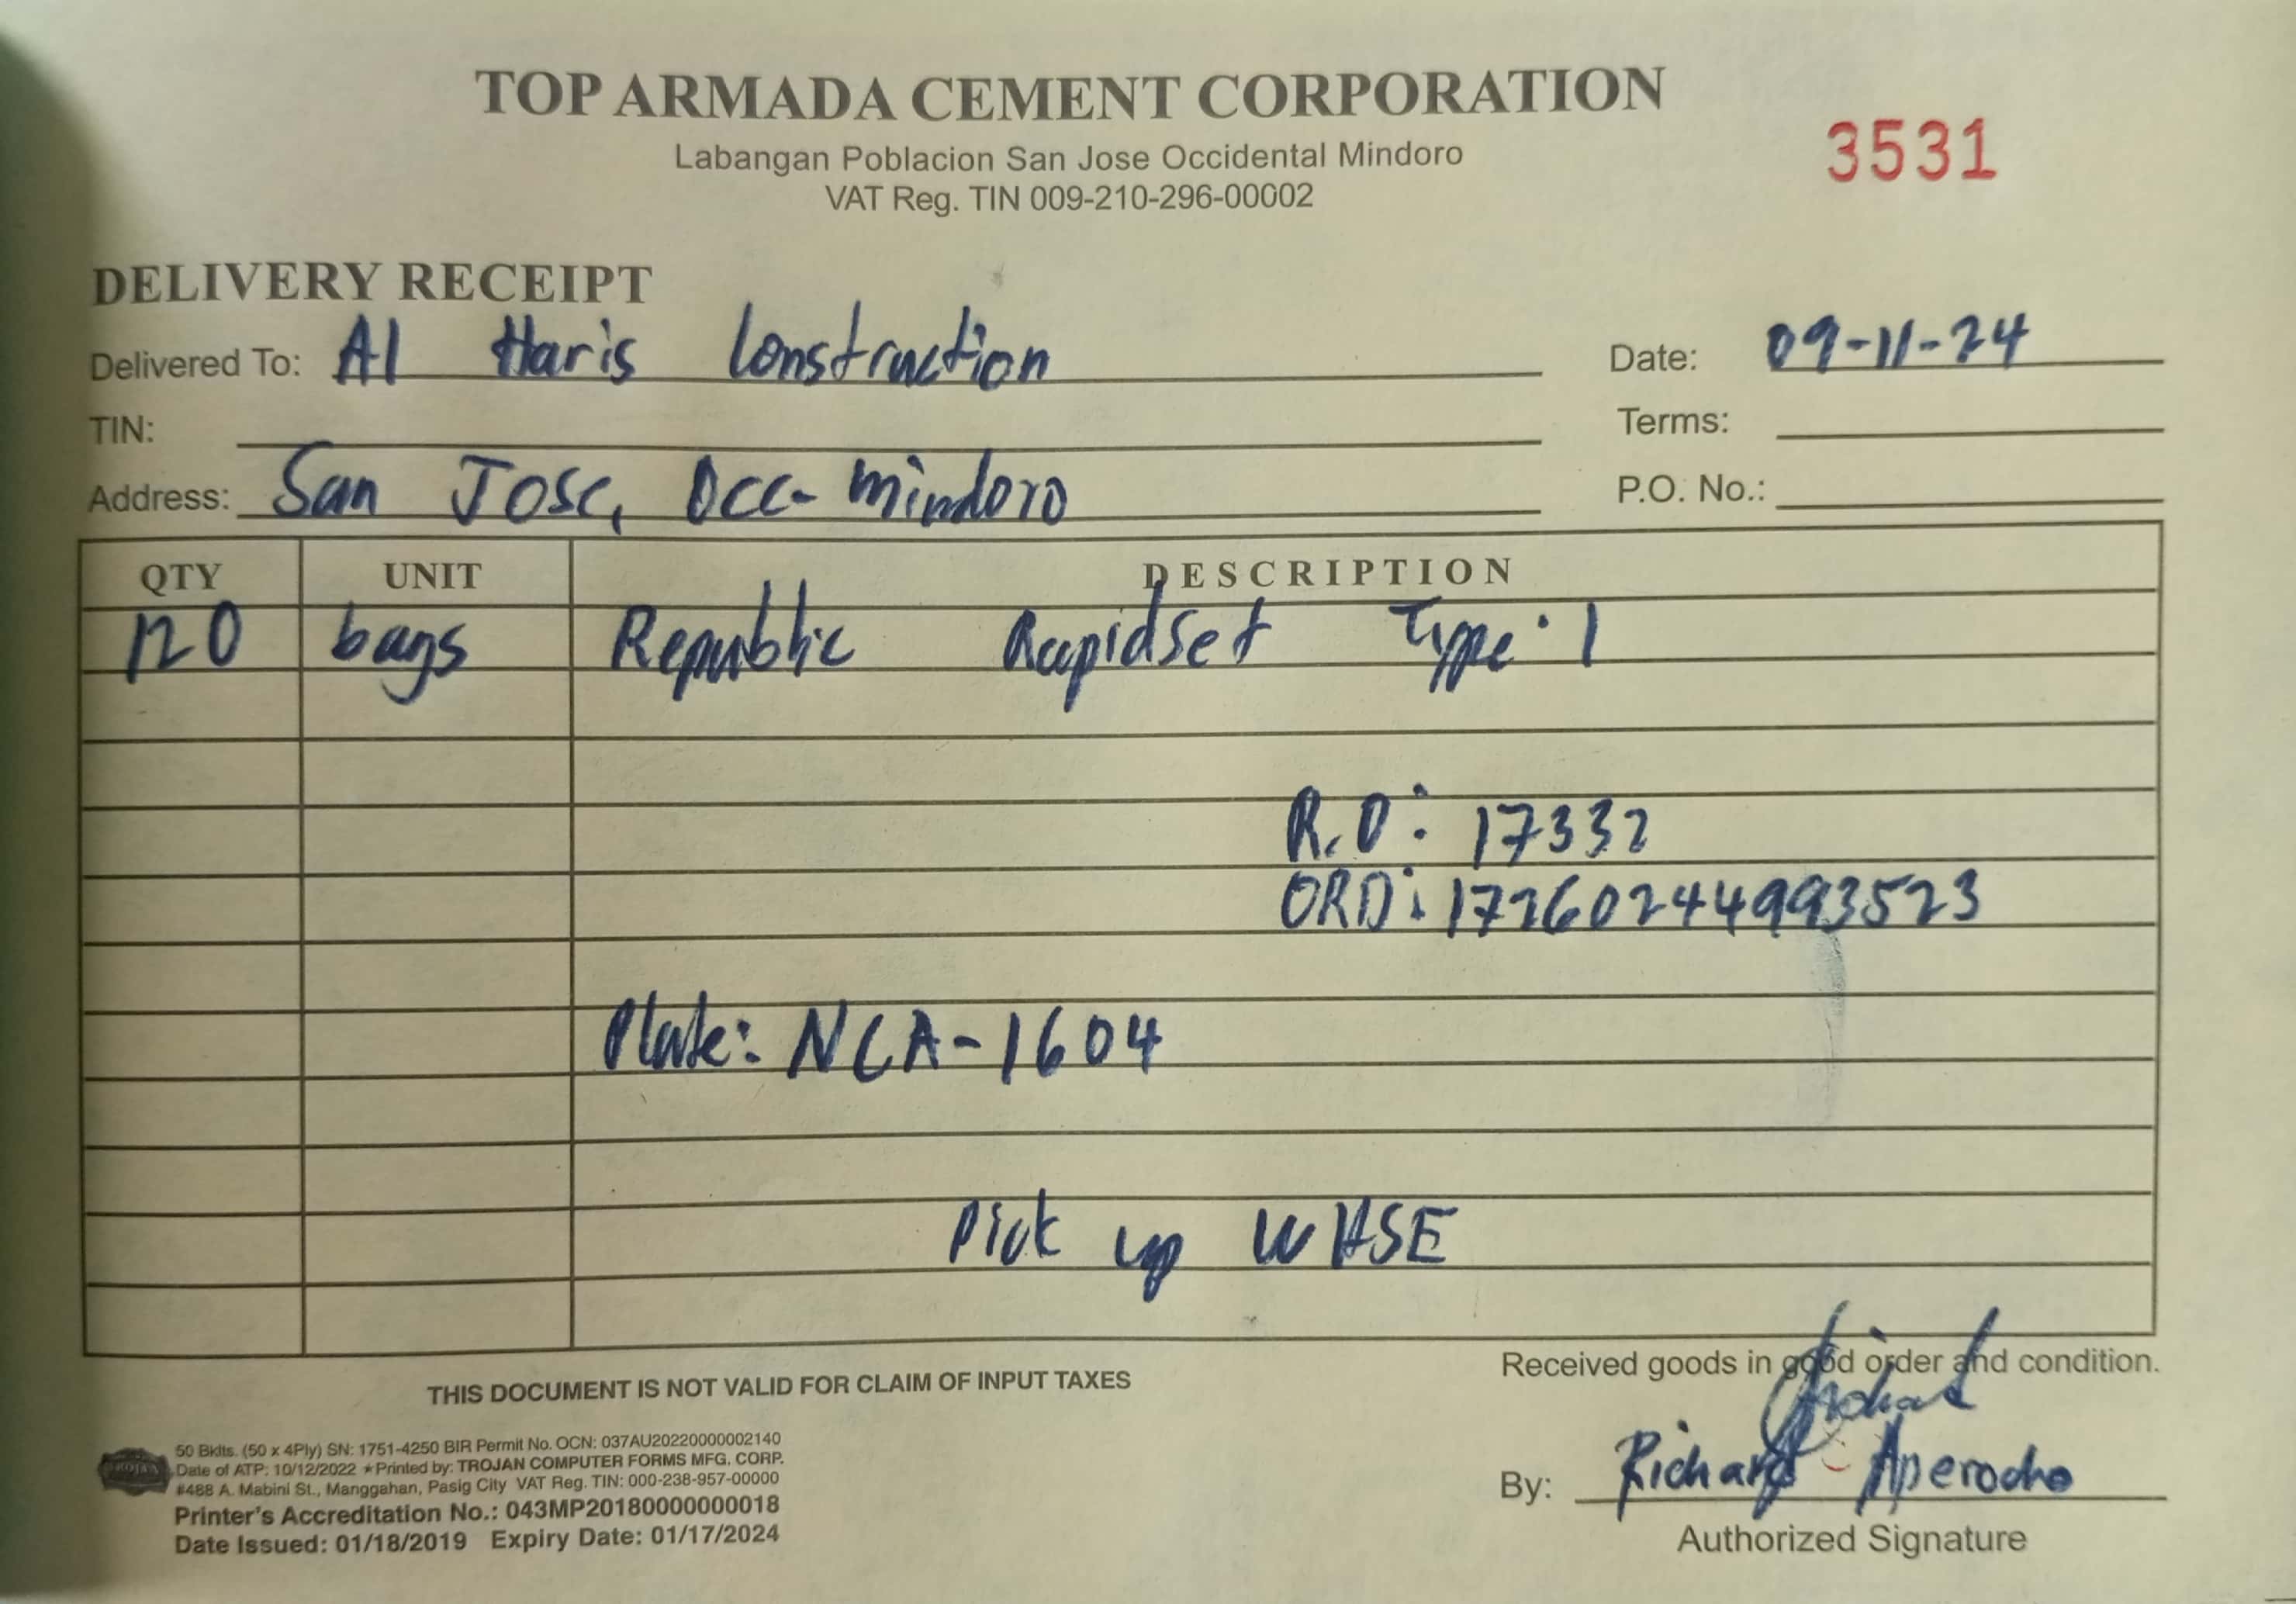 TOP ARMADA CEMENT CORPORATION
Labangan Poblacion San Jose Occidental Mindoro
VAT Reg. TIN 009-210-296-00002
3531
DELIVERY RECEIPT
Delivered To: Al Haris Construction
Date: 09-11-24
TIN:
Terms:
Address: San Jose, Occ- Mindoro
P.O. No.:
QTY UNIT DESCRIPTION
120 bags Republic Rapidset Type 1
R.O: 17332
ORD: 17260244993523
Plate: NCA-1604
Pick up WHSE
THIS DOCUMENT IS NOT VALID FOR CLAIM OF INPUT TAXES
Received goods in good order and condition.
50 Bklts. (50 x 4Ply) SN: 1751-4250 BIR Permit No. OCN: 037AU20220000002140
Date of ATP: 10/12/2022 ★Printed by: TROJAN COMPUTER FORMS MFG. CORP.
#488 A. Mabini St., Manggahan, Pasig City VAT Reg. TIN: 000-238-957-00000
Printer's Accreditation No.: 043MP20180000000018
Date Issued: 01/18/2019 Expiry Date: 01/17/2024
TROJAN
By: Richard Aperocho
Authorized Signature